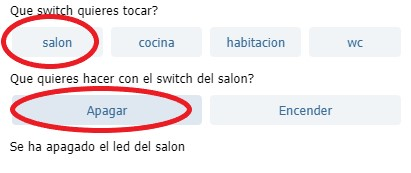 Que switch quieres tocar?
salon cocina habitacion wc
Que quieres hacer con el switch del salon?
Apagar Encender
Se ha apagado el led del salon